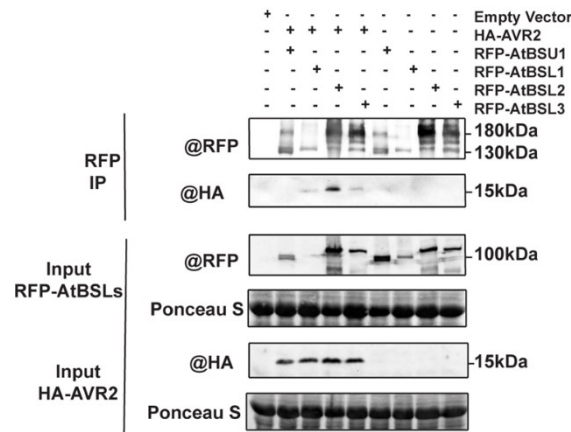 + - - - - - - - - Empty Vector
- + + + + - - - - HA-AVR2
- + - - - + - - - RFP-AtBSU1
- - + - - - + - - RFP-AtBSL1
- - - + - - - + - RFP-AtBSL2
- - - - + - - - + RFP-AtBSL3
RFP
IP
@RFP
180kDa
130kDa
@HA
15kDa
Input
RFP-AtBSLs
@RFP
100kDa
Ponceau S
Input
HA-AVR2
@HA
15kDa
Ponceau S